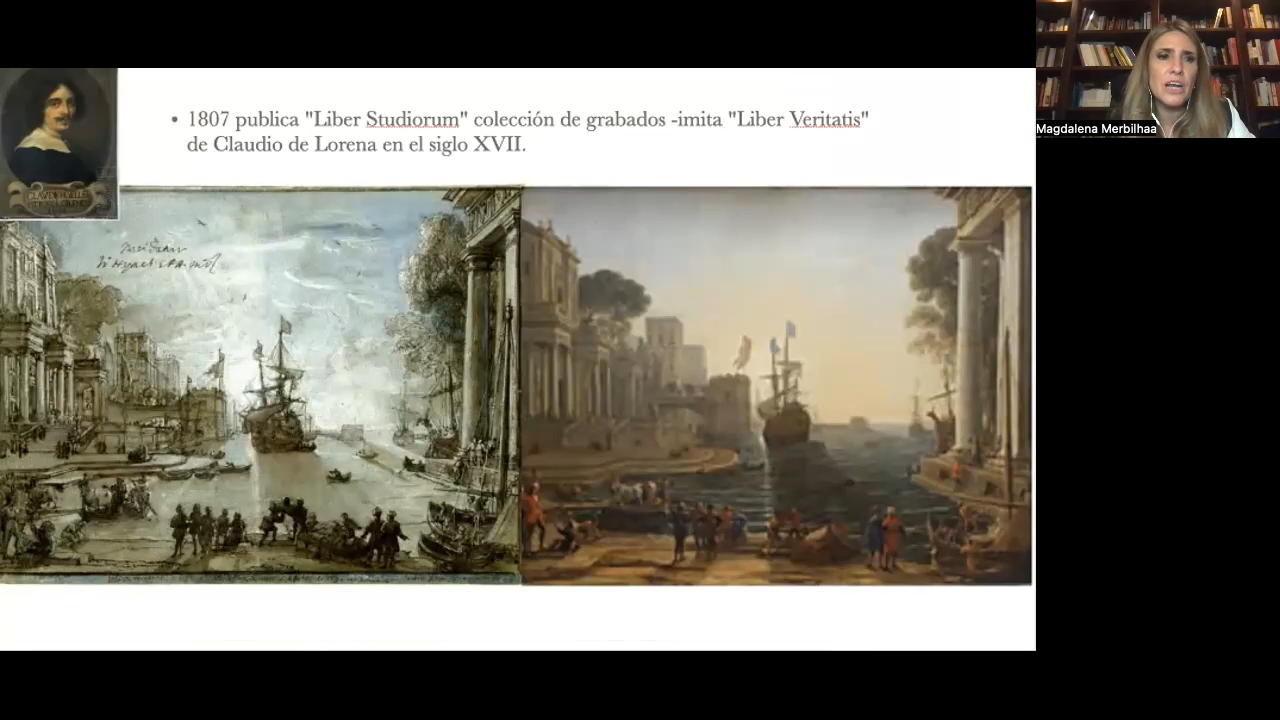 • 1807 publica "Liber Studiorum" colección de grabados -imita "Liber Veritatis"
de Claudio de Lorena en el siglo XVII.
Magdalena Merbilhaa